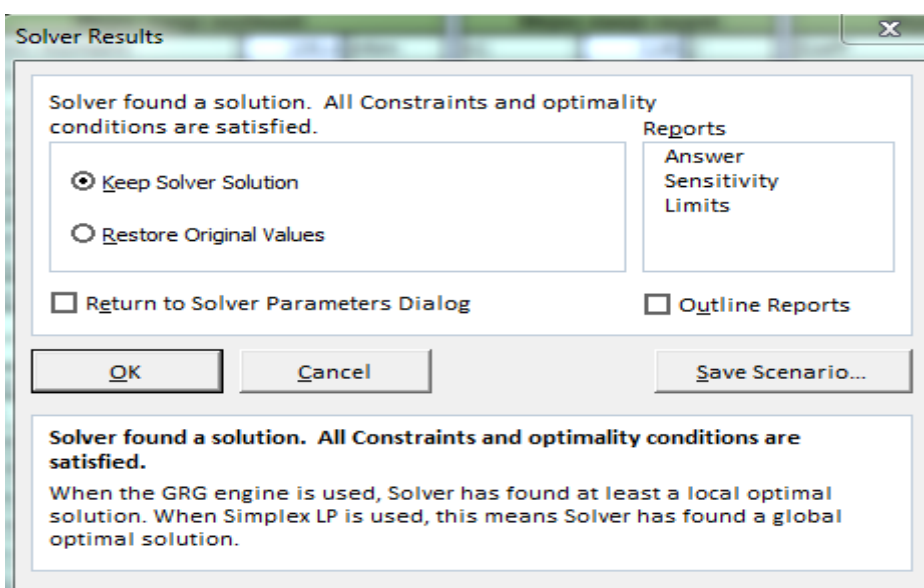 Solver Results
Solver found a solution.  All Constraints and optimality
conditions are satisfied.
Reports
Answer
Sensitivity
Limits
Keep Solver Solution
Restore Original Values
Return to Solver Parameters Dialog
Outline Reports
OK
Cancel
Save Scenario...
Solver found a solution.  All Constraints and optimality conditions are
satisfied.
When the GRG engine is used, Solver has found at least a local optimal
solution. When Simplex LP is used, this means Solver has found a global
optimal solution.